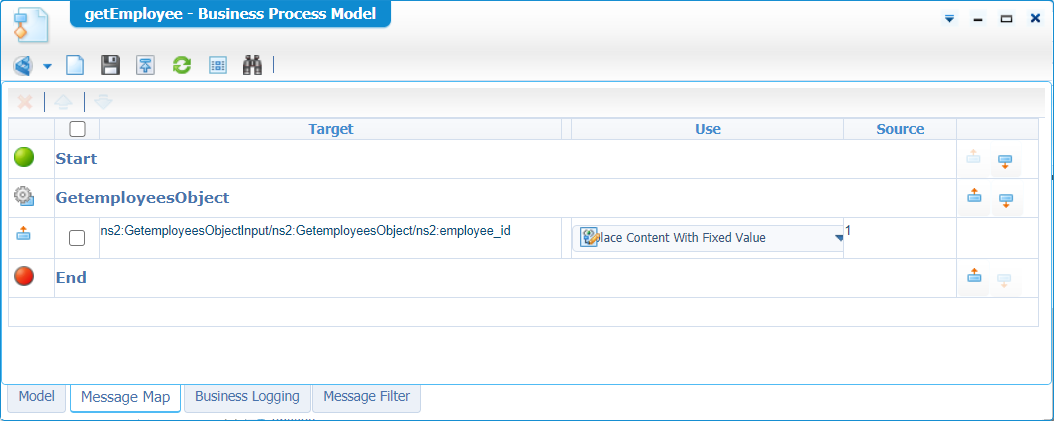 getEmployee - Business Process Model
Target Use Source
Start
GetemployeesObject
ns2:GetemployeesObjectInput/ns2:GetemployeesObject/ns2:employee_id lace Content With Fixed Value 1
End
Model Message Map Business Logging Message Filter